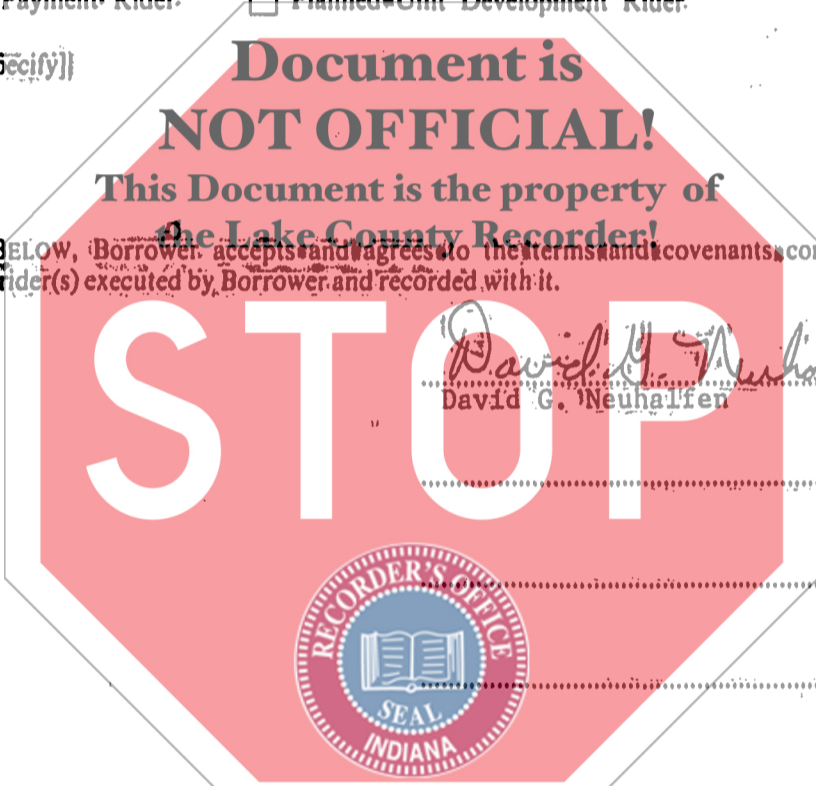 Payment Rider ☐ Planned Unit Development Rider
ecify]
Document is
NOT OFFICIAL!
This Document is the property of
the Lake County Recorder!
BELOW, Borrower accepts and agrees to the terms and covenants
rider(s) executed by Borrower and recorded with it.
David G.
David G. Neuhalfen
STOP
RECORDER'S OFFICE
SEAL
INDIANA